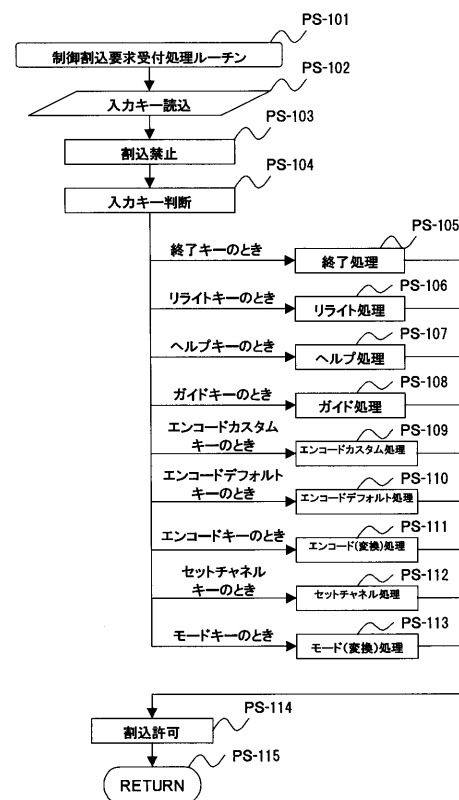 PS-101
制御割込要求受付処理ルーチン
PS-102
入力キー読込
PS-103
割込禁止
PS-104
入力キー判断
PS-105
終了キーのとき
終了処理
PS-106
リライトキーのとき
リライト処理
PS-107
ヘルプキーのとき
ヘルプ処理
PS-108
ガイドキーのとき
ガイド処理
PS-109
エンコードカスタム
キーのとき
エンコードカスタム処理
PS-110
エンコードデフォルト
キーのとき
エンコードデフォルト処理
PS-111
エンコードキーのとき
エンコード(変換)処理
PS-112
セットチャネル
キーのとき
セットチャネル処理
PS-113
モードキーのとき
モード(変換)処理
PS-114
割込許可
PS-115
RETURN